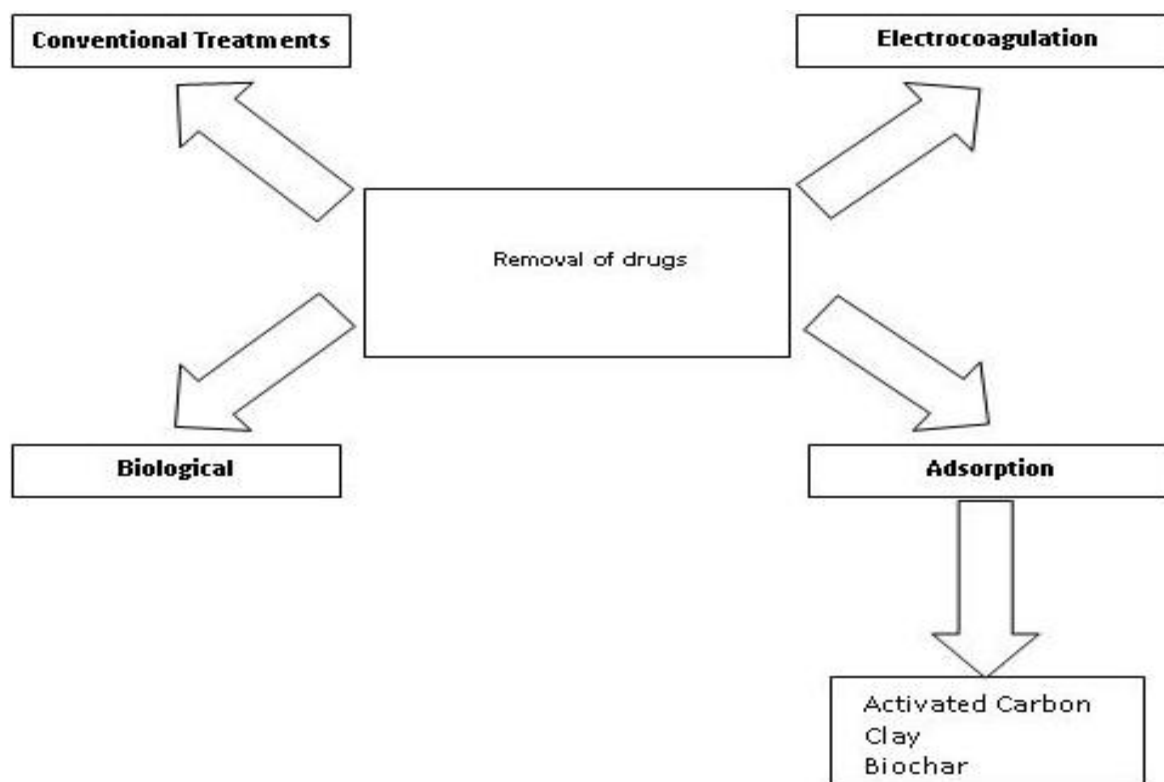 Conventional Treatments
Electrocoagulation
Removal of drugs
Biological
Adsorption
Activated Carbon
Clay
Biochar